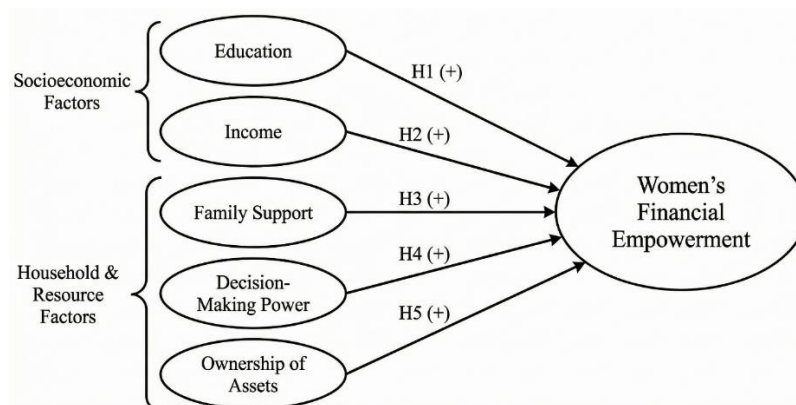 Socioeconomic
Factors
Education
H1 (+)
Income
H2 (+)
Family Support
H3 (+)
Household &
Resource
Factors
Decision-
Making Power
H4 (+)
Ownership of
Assets
H5 (+)
Women’s
Financial
Empowerment